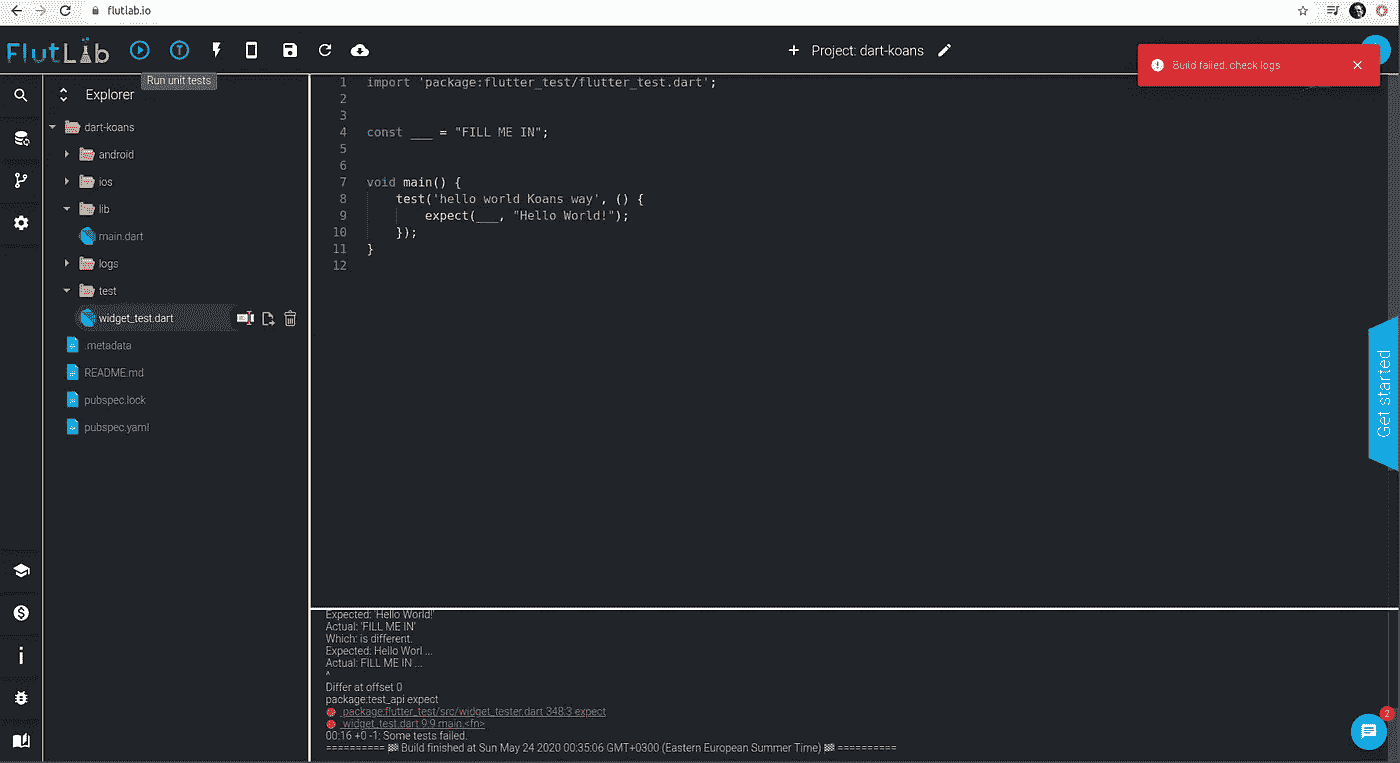 flutlab.io
FlutLab
Project: dart-koans
Build failed. check logs
Run unit tests
Explorer
dart-koans
android
ios
lib
main.dart
logs
test
widget_test.dart
.metadata
README.md
pubspec.lock
pubspec.yaml
1 import 'package:flutter_test/flutter_test.dart';
2
3
4 const ___ = "FILL ME IN";
5
6
7 void main() {
8 test('hello world Koans way', () {
9 expect(___, "Hello World!");
10 });
11 }
12
Get started
Expected: 'Hello World!'
Actual: 'FILL ME IN'
Which: is different.
Expected: Hello Worl ...
Actual: FILL ME IN ...
^
Differ at offset 0
package:test_api expect
package:flutter_test/src/widget_tester.dart 348:3 expect
widget_test.dart 9:9 main.<fn>
00:16 +0 -1: Some tests failed.
========== 🏁 Build finished at Sun May 24 2020 00:35:06 GMT+0300 (Eastern European Summer Time) 🏁 ==========
2